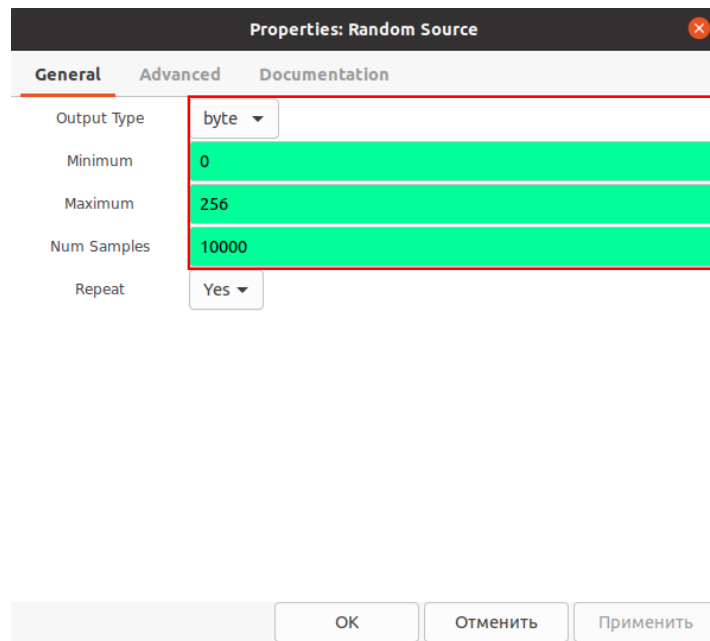 Properties: Random Source
General Advanced Documentation
Output Type byte
Minimum 0
Maximum 256
Num Samples 10000
Repeat Yes
OK Отменить Применить